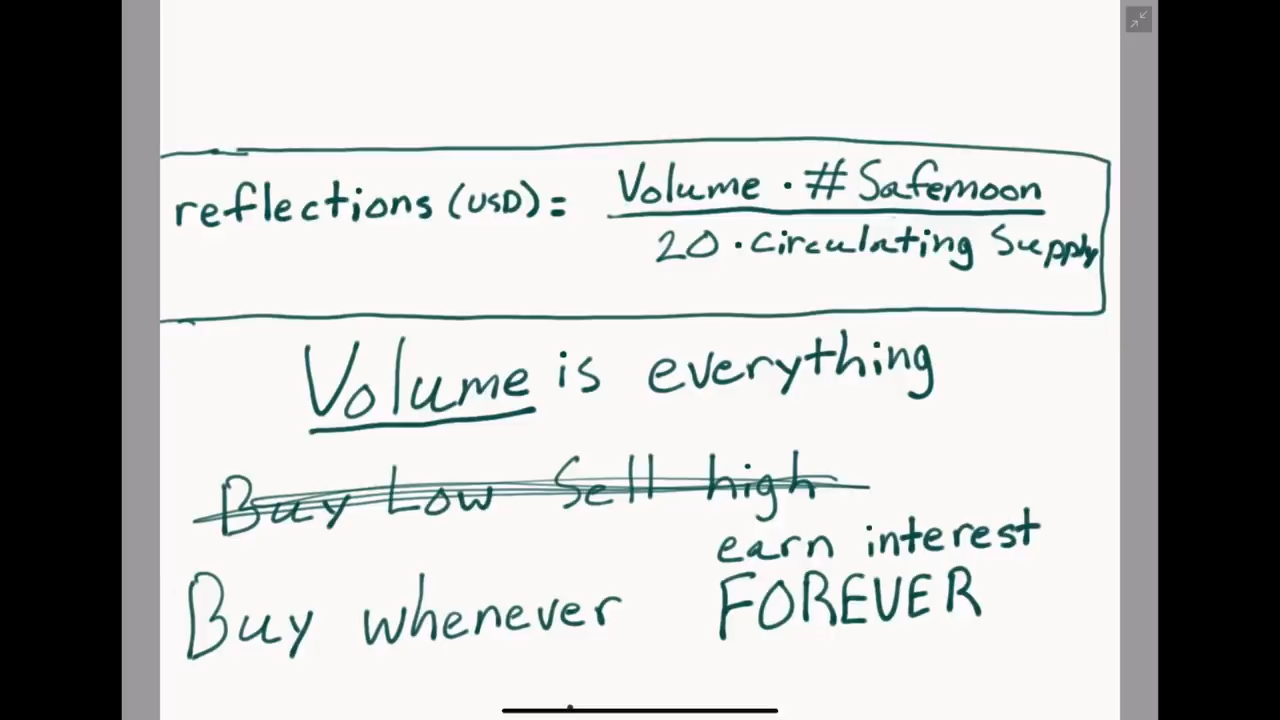 reflections (USD) = Volume · # Safemoon
20 · Circulating Supply
Volume is everything
Buy Low Sell high
earn interest
Buy whenever FOREVER